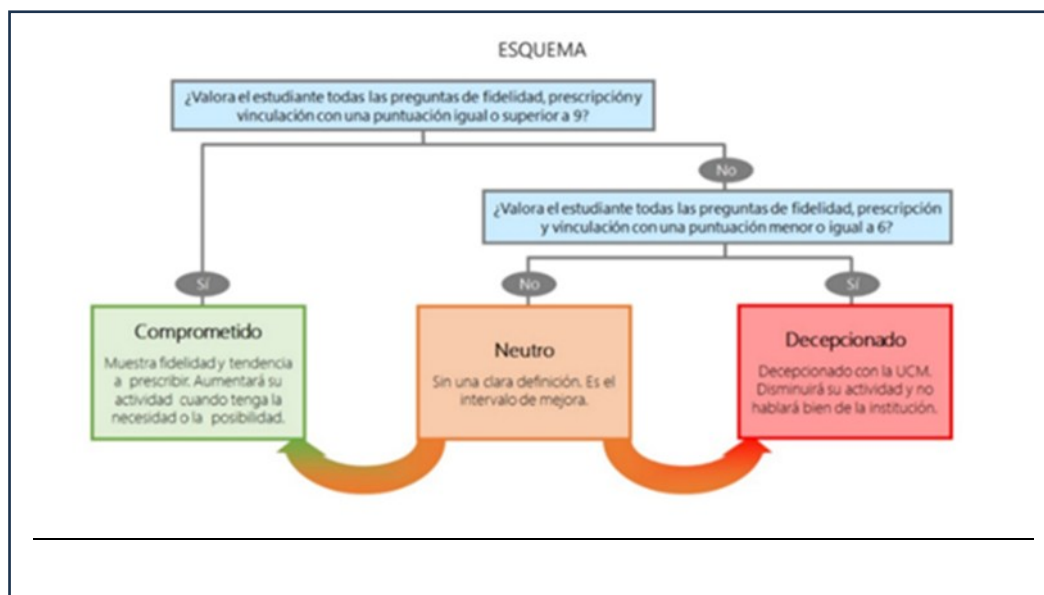 ESQUEMA
¿Valora el estudiante todas las preguntas de fidelidad, prescripción y
vinculación con una puntuación igual o superior a 9?
No
¿Valora el estudiante todas las preguntas de fidelidad, prescripción
y vinculación con una puntuación menor o igual a 6?
Sí
No
Sí
Comprometido
Muestra fidelidad y tendencia
a prescribir. Aumentará su
actividad cuando tenga la
necesidad o la posibilidad.
Neutro
Sin una clara definición. Es el
intervalo de mejora.
Decepcionado
Decepcionado con la UCM.
Disminuirá su actividad y no
hablará bien de la institución.